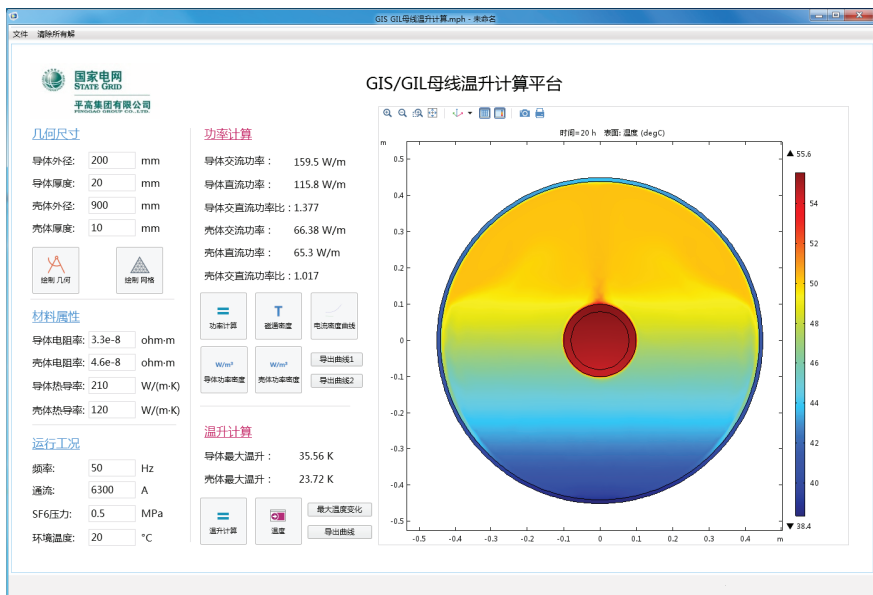 GIS GIL母线温升计算.mph - 未命名
文件 清除所有解
国家电网
STATE GRID
平高集团有限公司
PINGGAO GROUP CO.,LTD.
GIS/GIL母线温升计算平台
几何尺寸
导体外径: 200 mm
导体厚度: 20 mm
壳体外径: 900 mm
壳体厚度: 10 mm
绘制 几何
绘制 网格
材料属性
导体电阻率: 3.3e-8 ohm·m
壳体电阻率: 4.6e-8 ohm·m
导体热导率: 210 W/(m·K)
壳体热导率: 120 W/(m·K)
运行工况
频率: 50 Hz
通流: 6300 A
SF6压力: 0.5 MPa
环境温度: 20 °C
功率计算
导体交流功率: 159.5 W/m
导体直流功率: 115.8 W/m
导体交直流功率比: 1.377
壳体交流功率: 66.38 W/m
壳体直流功率: 65.3 W/m
壳体交直流功率比: 1.017
功率计算
T
磁通密度
电流密度曲线
W/m³
导体功率密度
W/m³
壳体功率密度
导出曲线1
导出曲线2
温升计算
导体最大温升: 35.56 K
壳体最大温升: 23.72 K
温升计算
温度
最大温度变化
导出曲线
时间=20 h 表面: 温度 (degC)
m
0.5
0.4
0.3
0.2
0.1
0
-0.1
-0.2
-0.3
-0.4
-0.5
-0.5 -0.4 -0.3 -0.2 -0.1 0 0.1 0.2 0.3 0.4 m
▲ 55.6
54
52
50
48
46
44
42
40
▼ 38.4